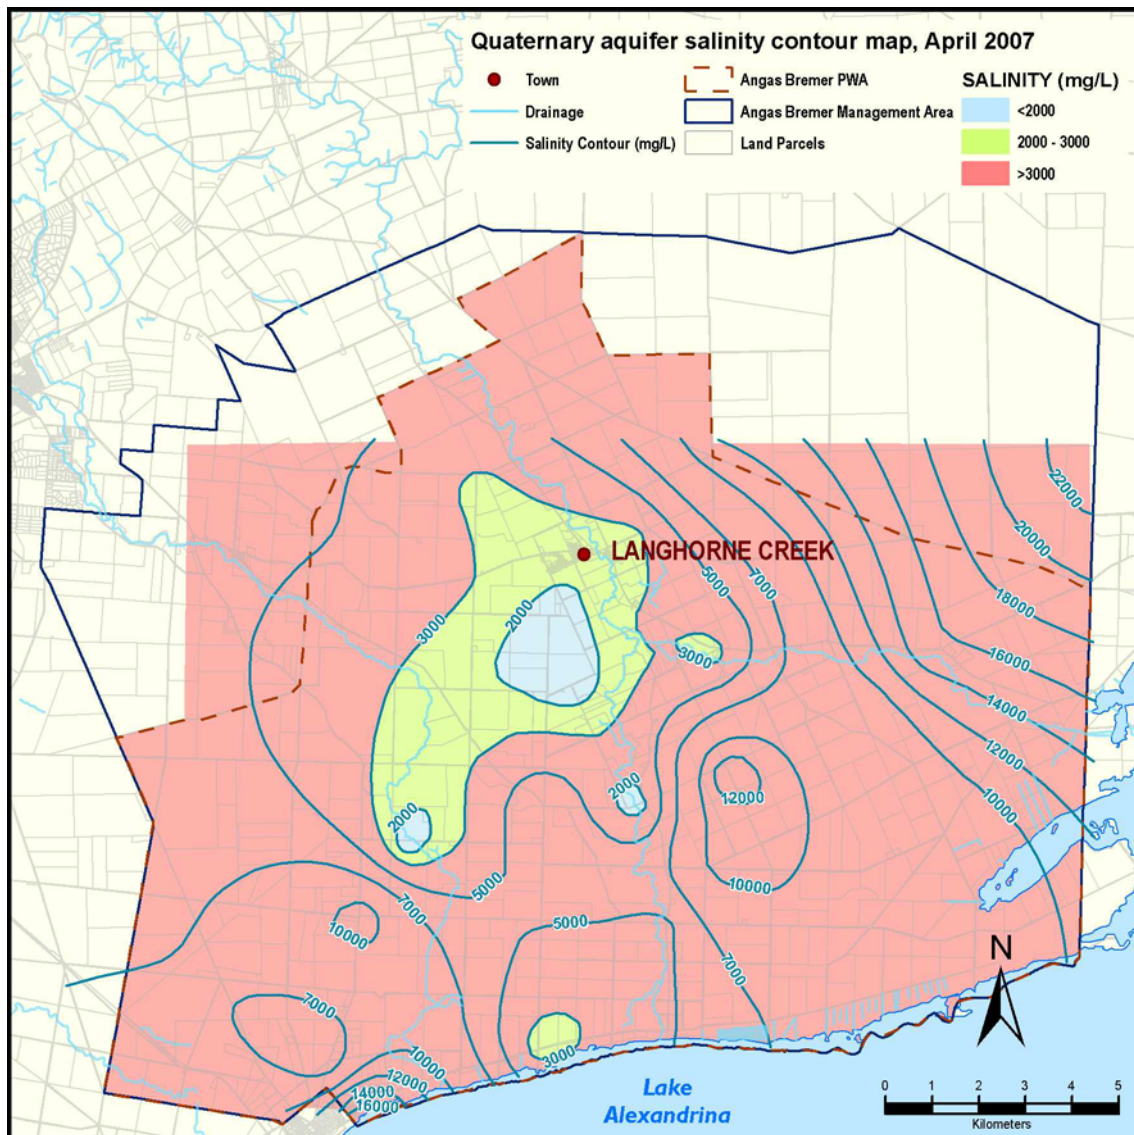 Quaternary aquifer salinity contour map, April 2007
Town
Drainage
Salinity Contour (mg/L)
Angas Bremer PWA
Angas Bremer Management Area
Land Parcels
SALINITY (mg/L)
<2000
2000 - 3000
>3000
22000
20000
LANGHORNE CREEK
5000
7000
18000
3000
2000
3000
16000
14000
12000
2000
12000
10000
2000
10000
5000
7000
5000
10000
7000
7000
3000
10000
12000
14000
16000
N
Lake
Alexandrina
0 1 2 3 4 5
Kilometers